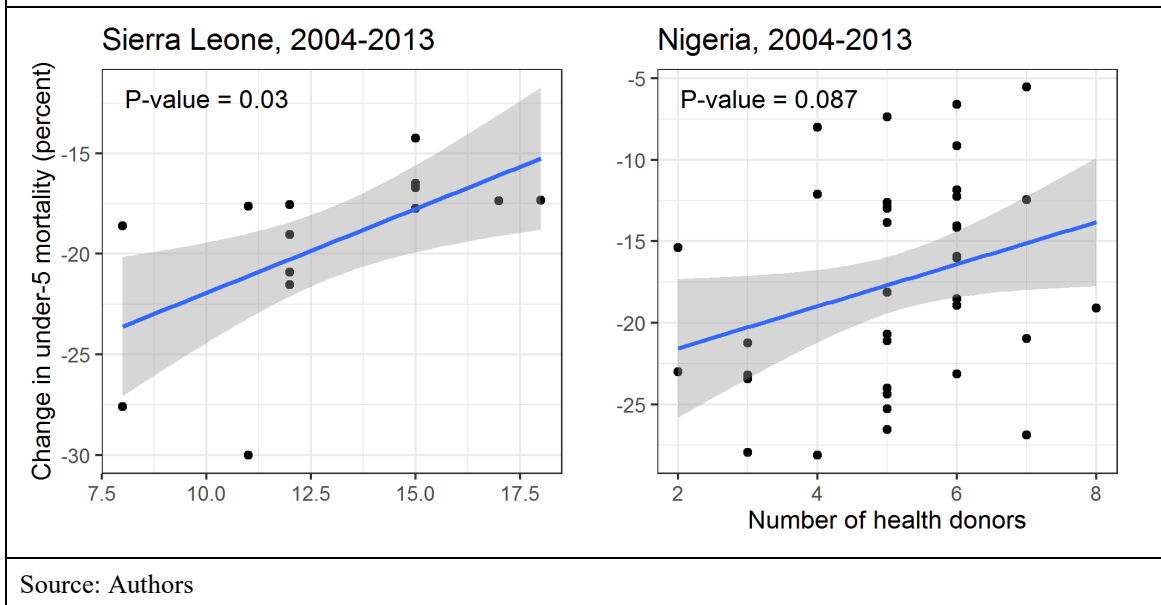 Sierra Leone, 2004-2013
Nigeria, 2004-2013
Change in under-5 mortality (percent)
P-value = 0.03
-15
-20
-25
-30
7.5 10.0 12.5 15.0 17.5
P-value = 0.087
-5
-10
-15
-20
-25
2 4 6 8
Number of health donors
Source: Authors